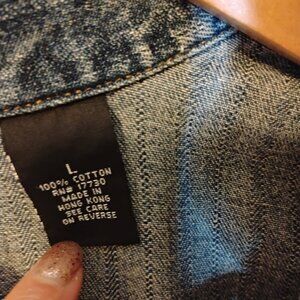 L
100% COTTON
RN# 17730
MADE IN
HONG KONG
SEE CARE
ON REVERSE